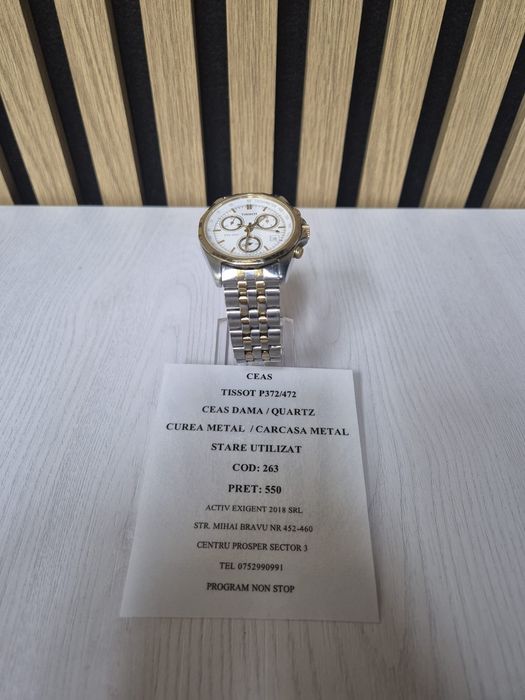 TISSOT
CEAS
TISSOT P372/472
CEAS DAMA / QUARTZ
CUREA METAL / CARCASA METAL
STARE UTILIZAT
COD: 263
PRET: 550
ACTIV EXIGENT 2018 SRL
STR. MIHAI BRAVU NR 452-460
CENTRU PROSPER SECTOR 3
TEL 0752990991
PROGRAM NON STOP